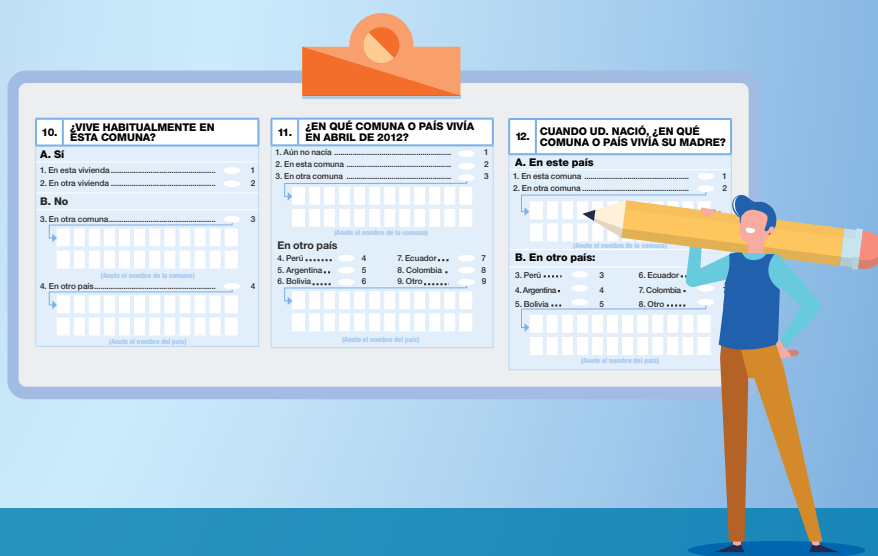 10. ¿VIVE HABITUALMENTE EN
ESTA COMUNA?
A. Sí
1. En esta vivienda 1
2. En otra vivienda 2
B. No
3. En otra comuna 3
(Anote el nombre de la comuna)
4. En otro país 4
(Anote el nombre del país)
11. ¿EN QUÉ COMUNA O PAÍS VIVÍA
EN ABRIL DE 2012?
1. Aún no nacía 1
2. En esta comuna 2
3. En otra comuna 3
(Anote el nombre de la comuna)
En otro país
4. Perú 4 7. Ecuador 7
5. Argentina 5 8. Colombia 8
6. Bolivia 6 9. Otro 9
(Anote el nombre del país)
12. CUANDO UD. NACIÓ, ¿EN QUÉ
COMUNA O PAÍS VIVÍA SU MADRE?
A. En este país
1. En esta comuna 1
2. En otra comuna 2
(Anote el nombre de la comuna)
B. En otro país:
3. Perú 3 6. Ecuador
4. Argentina 4 7. Colombia
5. Bolivia 5 8. Otro
(Anote el nombre del país)